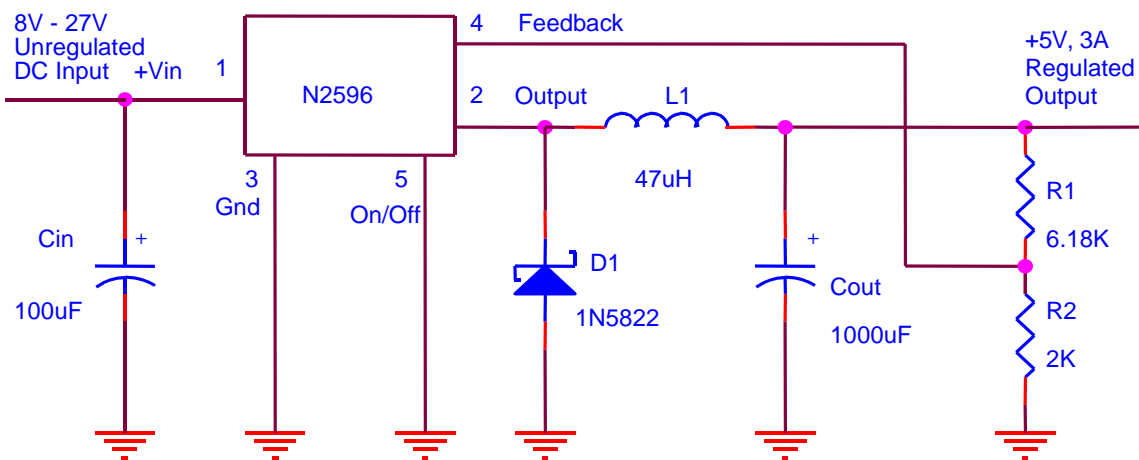 8V - 27V
Unregulated
DC Input
+Vin
1
N2596
4
Feedback
2
Output
L1
47uH
+5V, 3A
Regulated
Output
3
Gnd
5
On/Off
Cin
+
100uF
D1
1N5822
+
Cout
1000uF
R1
6.18K
R2
2K